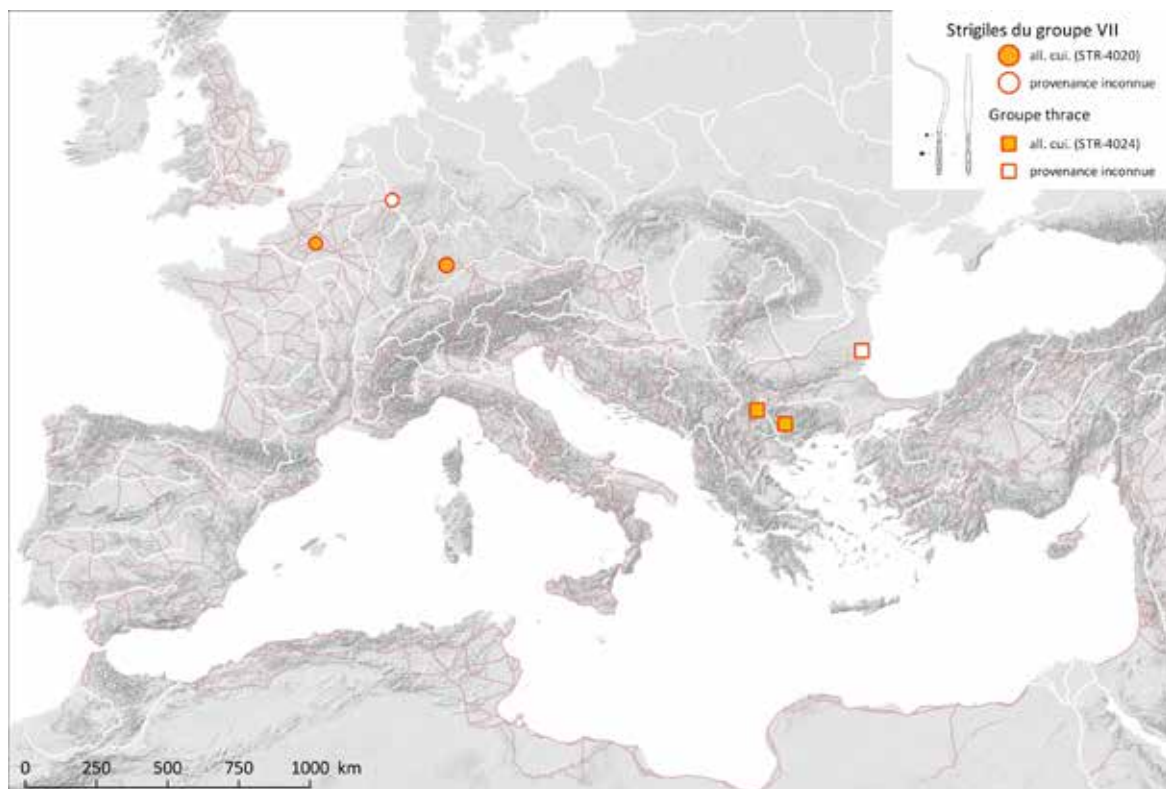 Strigiles du groupe VII
all. cui. (STR-4020)
provenance inconnue
Groupe thrace
all. cui. (STR-4024)
provenance inconnue
0 250 500 750 1000 km